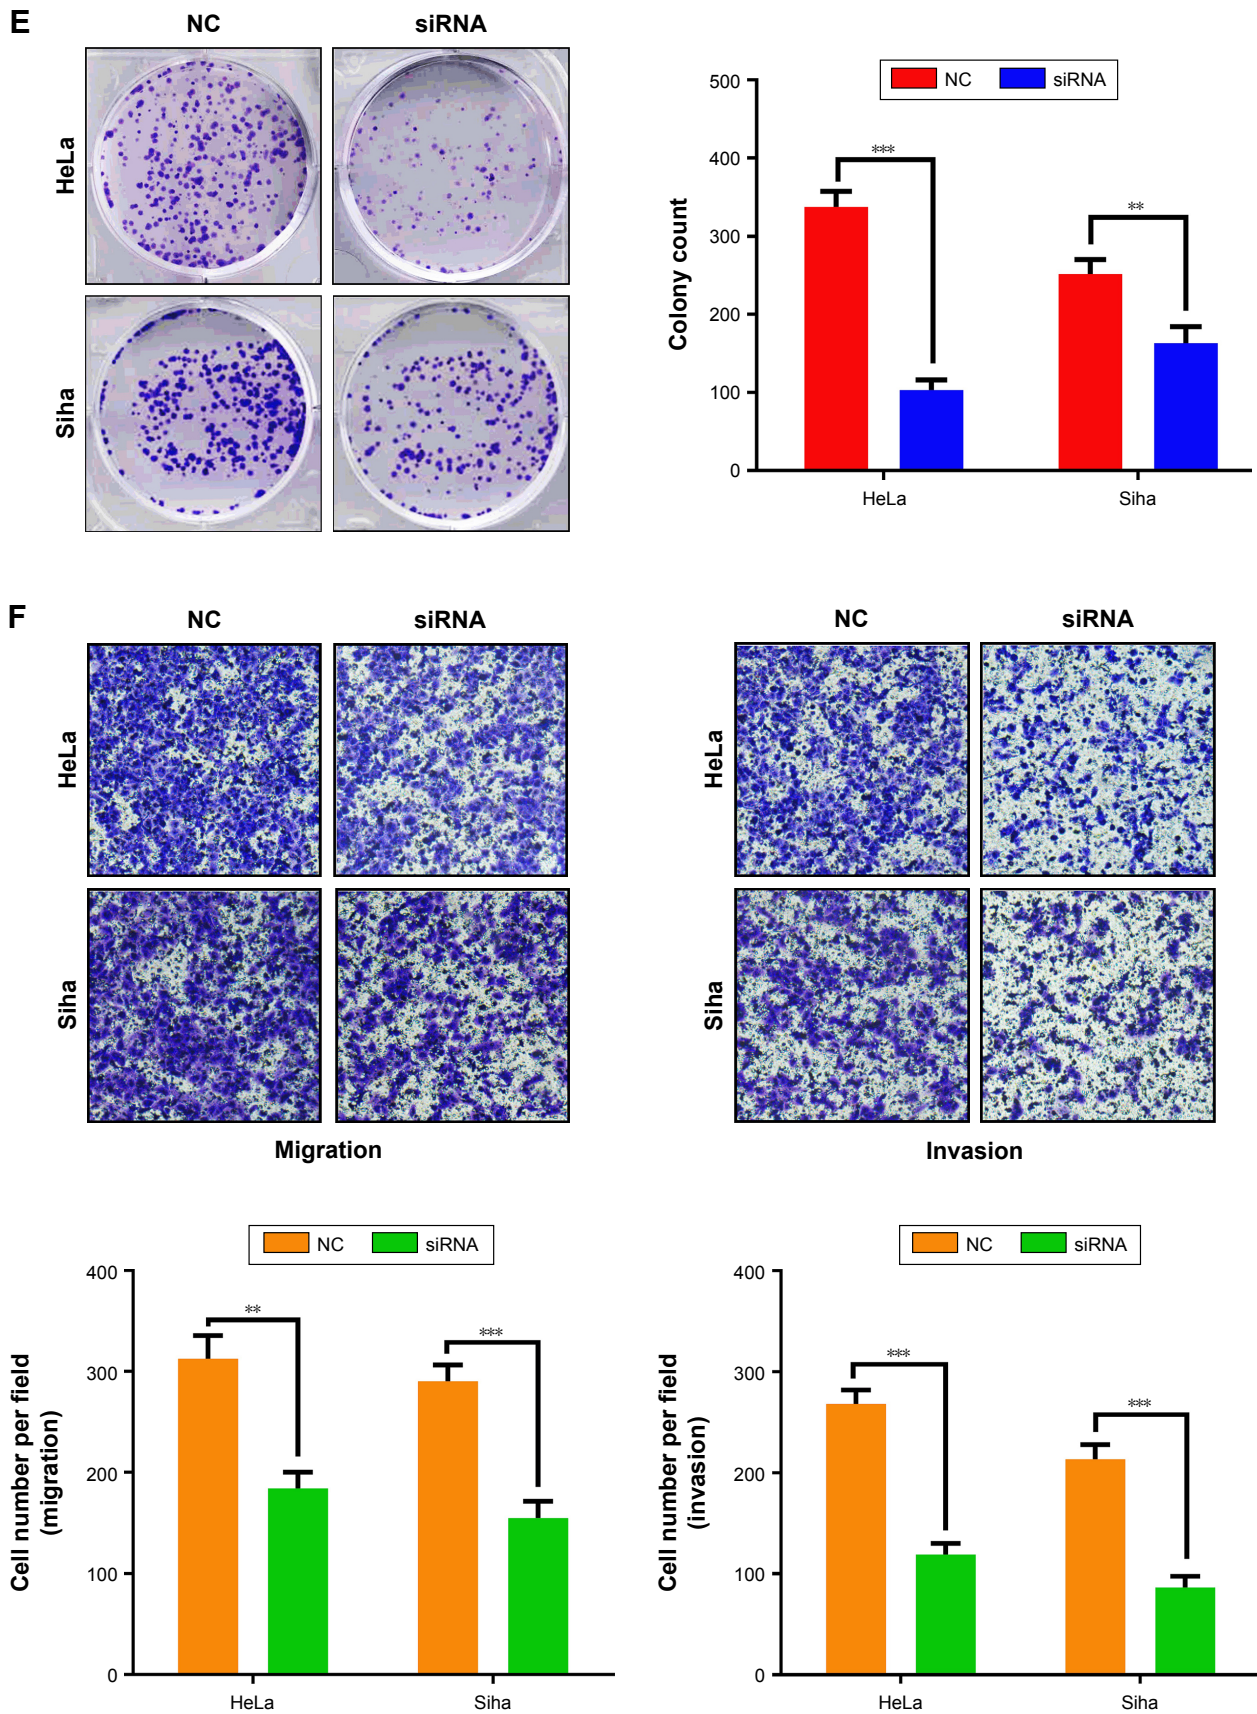 E
NC siRNA
HeLa
Siha
NC siRNA
500
400
300
200
100
0
Colony count
***
**
HeLa Siha
F
NC siRNA
HeLa
Siha
Migration
NC siRNA
HeLa
Siha
Invasion
NC siRNA
400
300
200
100
0
Cell number per field
(migration)
**
***
HeLa Siha
NC siRNA
400
300
200
100
0
Cell number per field
(invasion)
***
***
HeLa Siha